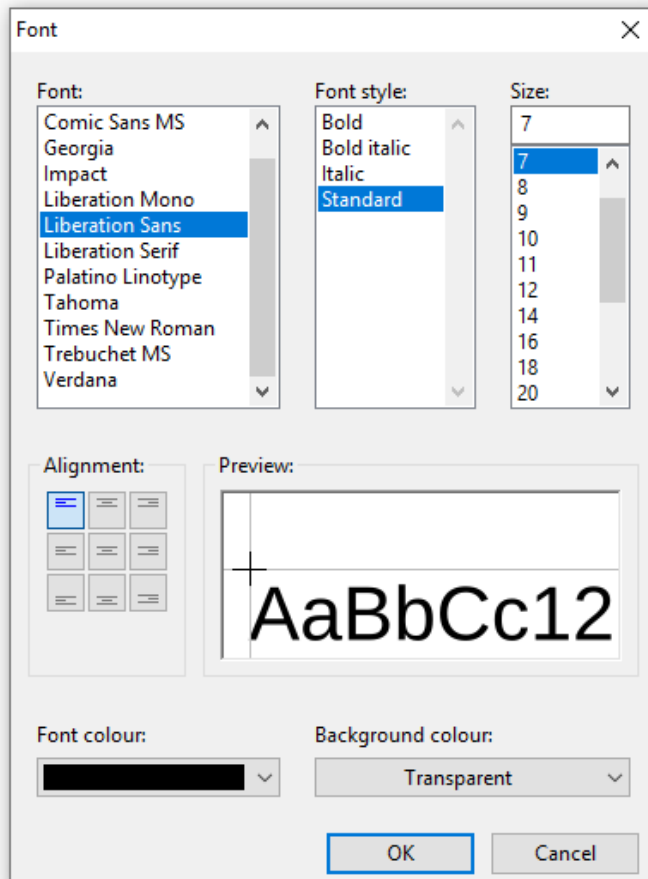 Font
Font:
Comic Sans MS
Georgia
Impact
Liberation Mono
Liberation Sans
Liberation Serif
Palatino Linotype
Tahoma
Times New Roman
Trebuchet MS
Verdana
Font style:
Bold
Bold italic
Italic
Standard
Size:
7
7
8
9
10
11
12
14
16
18
20
Alignment:
Preview:
AaBbCc12
Font colour:
Background colour:
Transparent
OK
Cancel